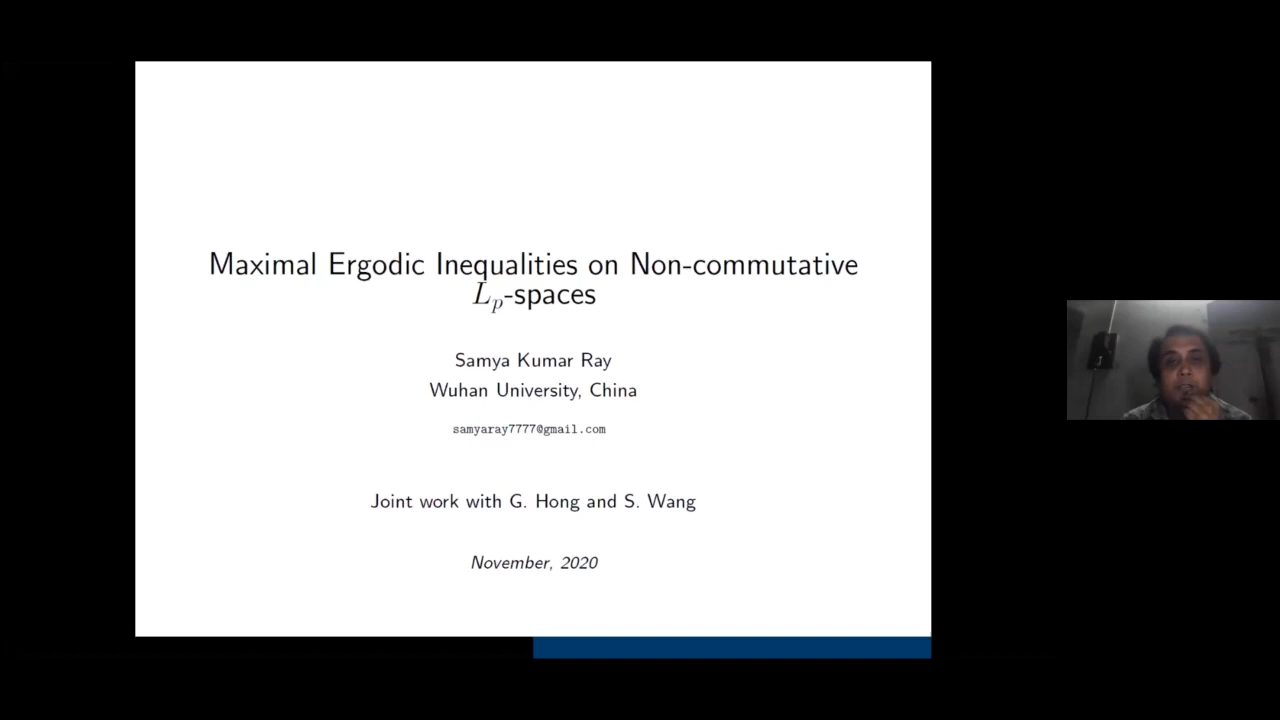 Maximal Ergodic Inequalities on Non-commutative
Lₚ-spaces
Samya Kumar Ray
Wuhan University, China
samyaray7777@gmail.com
Joint work with G. Hong and S. Wang
November, 2020